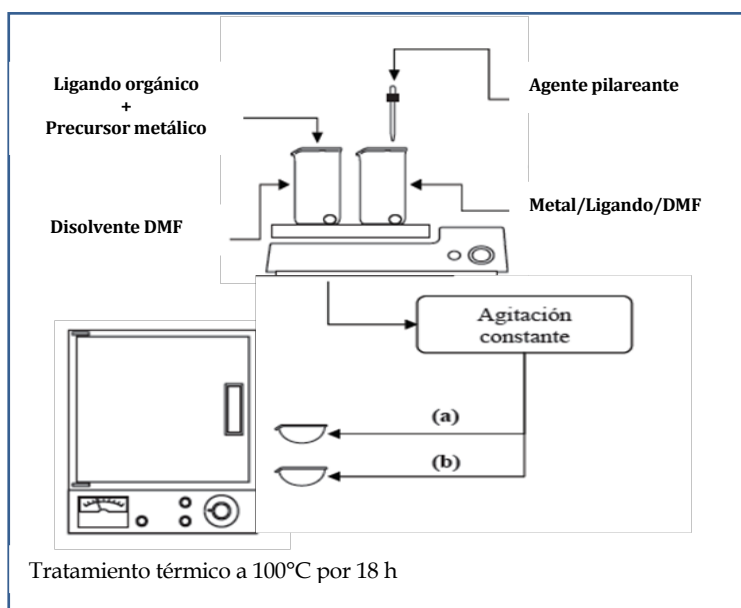 Ligando orgánico
+
Precursor metálico
Agente pilareante
Disolvente DMF
Metal/Ligando/DMF
Agitación
constante
(a)
(b)
Tratamiento térmico a 100°C por 18 h